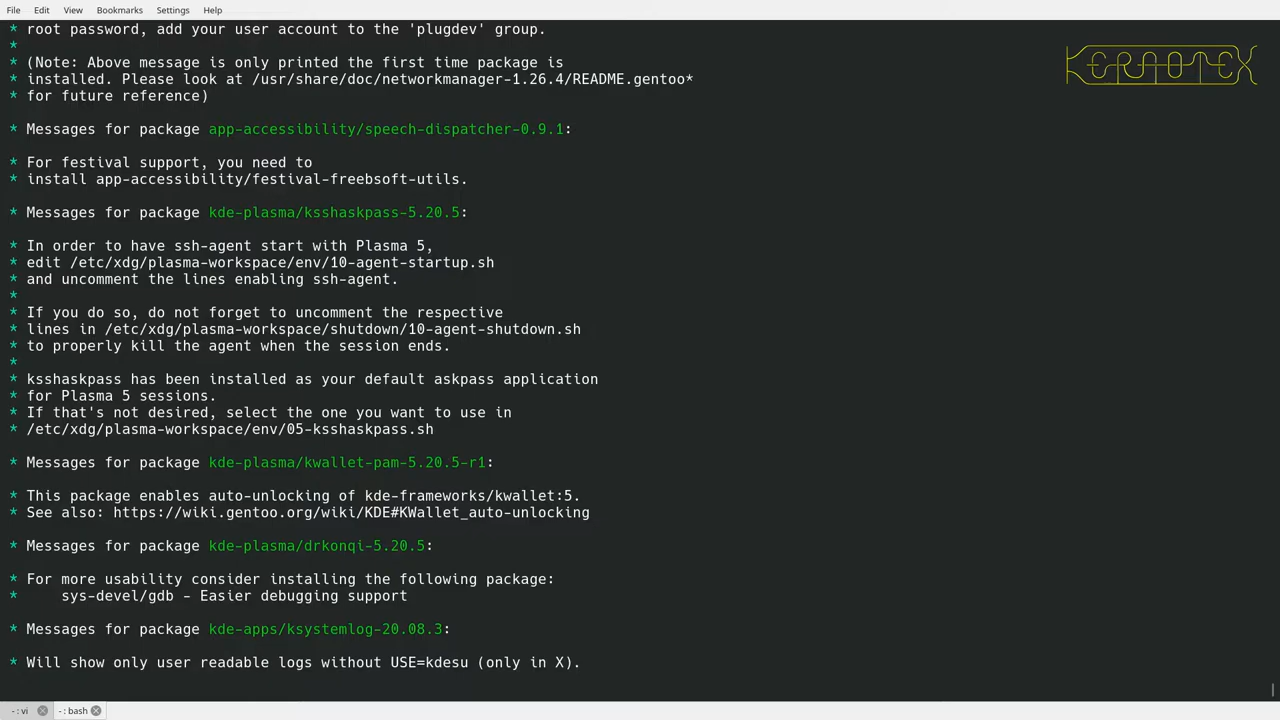 File Edit View Bookmarks Settings Help
* root password, add your user account to the 'plugdev' group.
*
* (Note: Above message is only printed the first time package is
* installed. Please look at /usr/share/doc/networkmanager-1.26.4/README.gentoo*
* for future reference)
* Messages for package app-accessibility/speech-dispatcher-0.9.1:
* For festival support, you need to
* install app-accessibility/festival-freebsoft-utils.
* Messages for package kde-plasma/ksshaskpass-5.20.5:
* In order to have ssh-agent start with Plasma 5,
* edit /etc/xdg/plasma-workspace/env/10-agent-startup.sh
* and uncomment the lines enabling ssh-agent.
*
* If you do so, do not forget to uncomment the respective
* lines in /etc/xdg/plasma-workspace/shutdown/10-agent-shutdown.sh
* to properly kill the agent when the session ends.
*
* ksshaskpass has been installed as your default askpass application
* for Plasma 5 sessions.
* If that's not desired, select the one you want to use in
* /etc/xdg/plasma-workspace/env/05-ksshaskpass.sh
* Messages for package kde-plasma/kwallet-pam-5.20.5-r1:
* This package enables auto-unlocking of kde-frameworks/kwallet:5.
* See also: https://wiki.gentoo.org/wiki/KDE#KWallet_auto-unlocking
* Messages for package kde-plasma/drkonqi-5.20.5:
* For more usability consider installing the following package:
*     sys-devel/gdb - Easier debugging support
* Messages for package kde-apps/ksystemlog-20.08.3:
* Will show only user readable logs without USE=kdesu (only in X).
- : vi - : bash